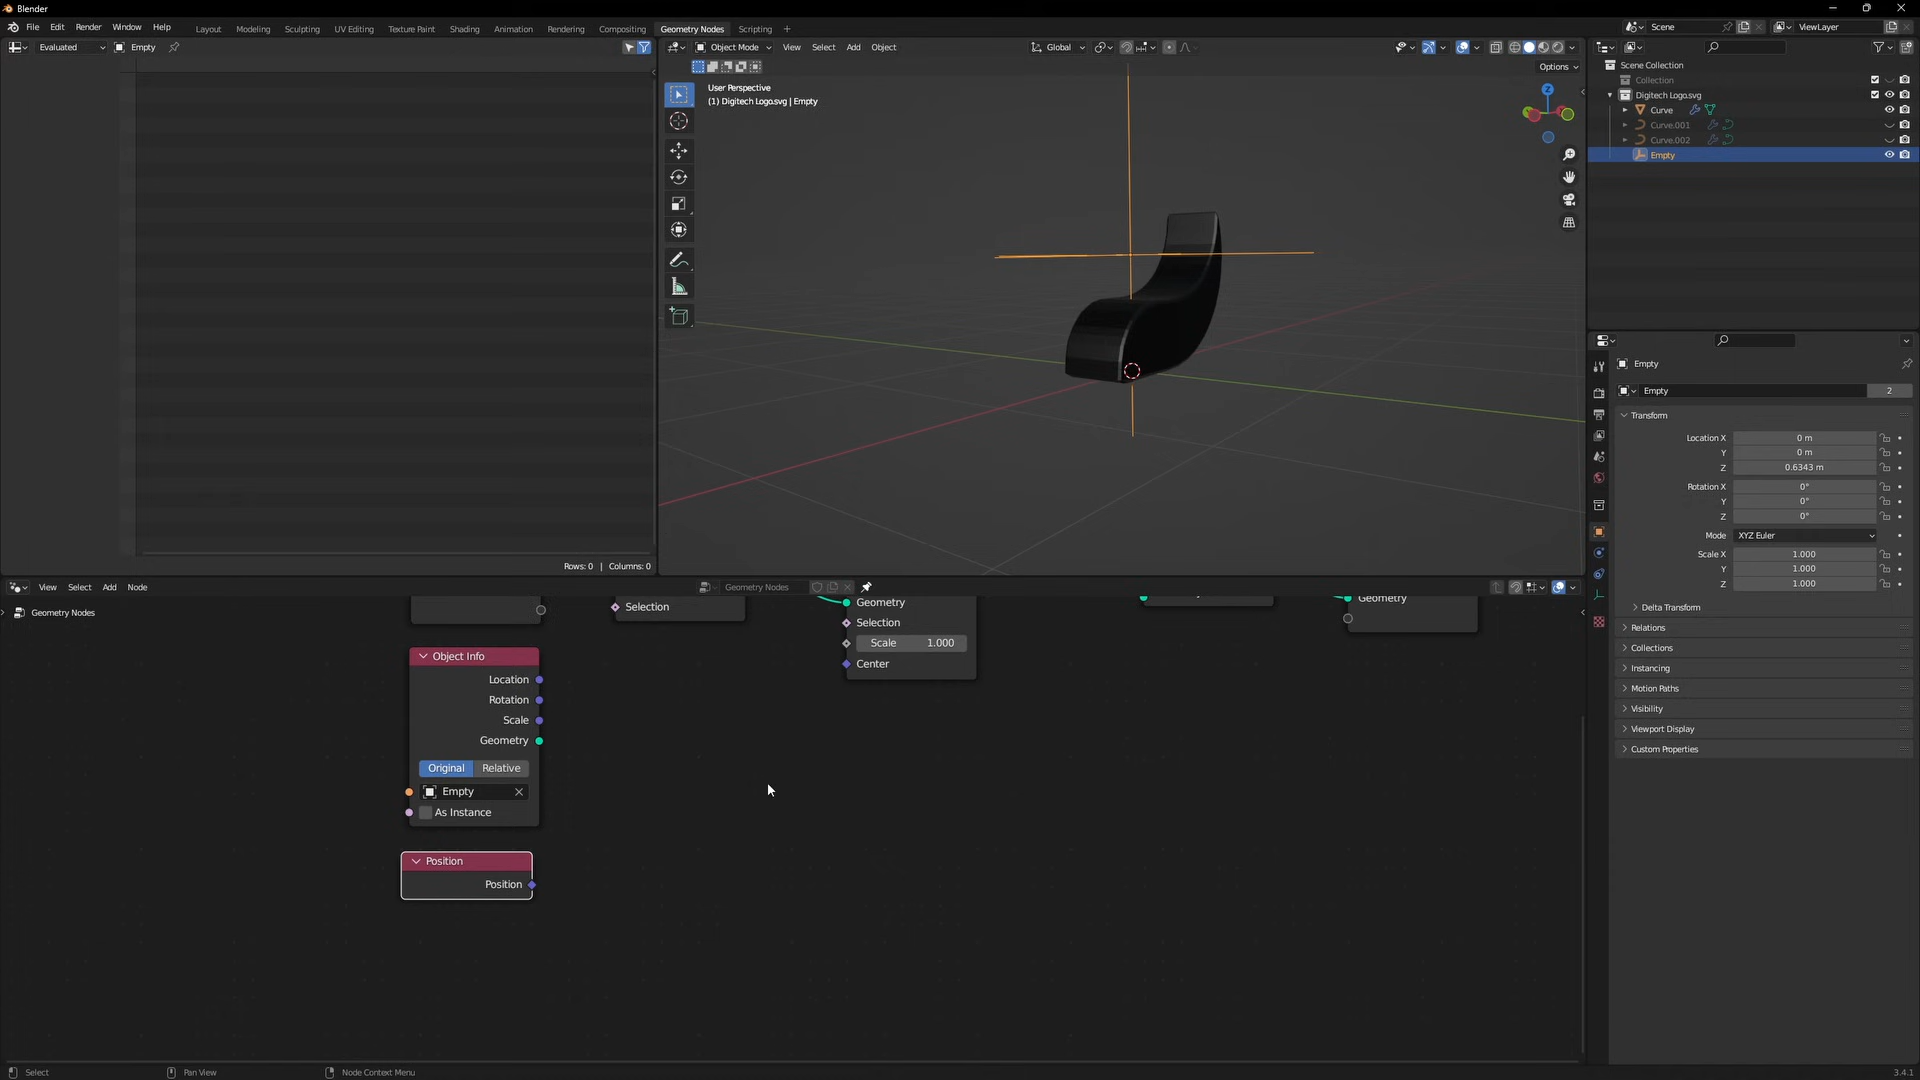 Blender
File Edit Render Window Help Layout Modeling Sculpting UV Editing Texture Paint Shading Animation Rendering Compositing Geometry Nodes Scripting + Scene ViewLayer
Evaluated Empty
Object Mode View Select Add Object Global
Options
User Perspective
(1) Digitech Logo.svg | Empty
Z
Scene Collection
Collection
Digitech Logo.svg
Curve
Curve.001
Curve.002
Empty
Rows: 0 | Columns: 0
Empty
Empty 2
Transform
Location X 0 m
Y 0 m
Z 0.6343 m
Rotation X 0°
Y 0°
Z 0°
Mode XYZ Euler
Scale X 1.000
Y 1.000
Z 1.000
Delta Transform
Relations
Collections
Instancing
Motion Paths
Visibility
Viewport Display
Custom Properties
View Select Add Node Geometry Nodes
Geometry Nodes
Selection
Geometry
Selection
Scale 1.000
Center
Geometry
Object Info
Location
Rotation
Scale
Geometry
Original Relative
Empty
As Instance
Position
Position
Select Pan View Node Context Menu 3.4.1